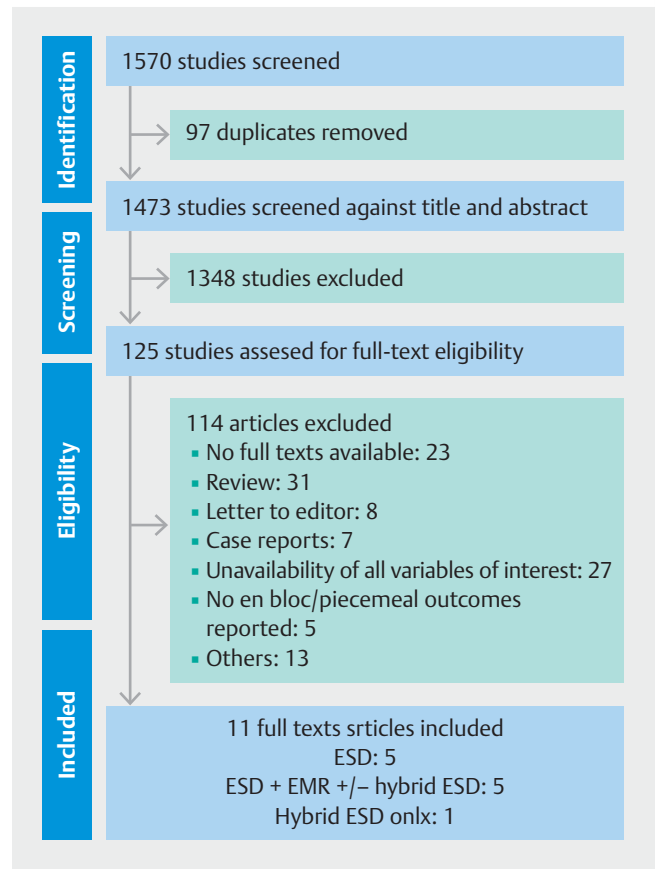 Identification
1570 studies screened
97 duplicates removed
Screening
1473 studies screened against title and abstract
1348 studies excluded
Eligibility
125 studies assesed for full-text eligibility
114 articles excluded
▪ No full texts available: 23
▪ Review: 31
▪ Letter to editor: 8
▪ Case reports: 7
▪ Unavailability of all variables of interest: 27
▪ No en bloc/piecemeal outcomes
reported: 5
▪ Others: 13
Included
11 full texts srticles included
ESD: 5
ESD + EMR +/− hybrid ESD: 5
Hybrid ESD onlx: 1